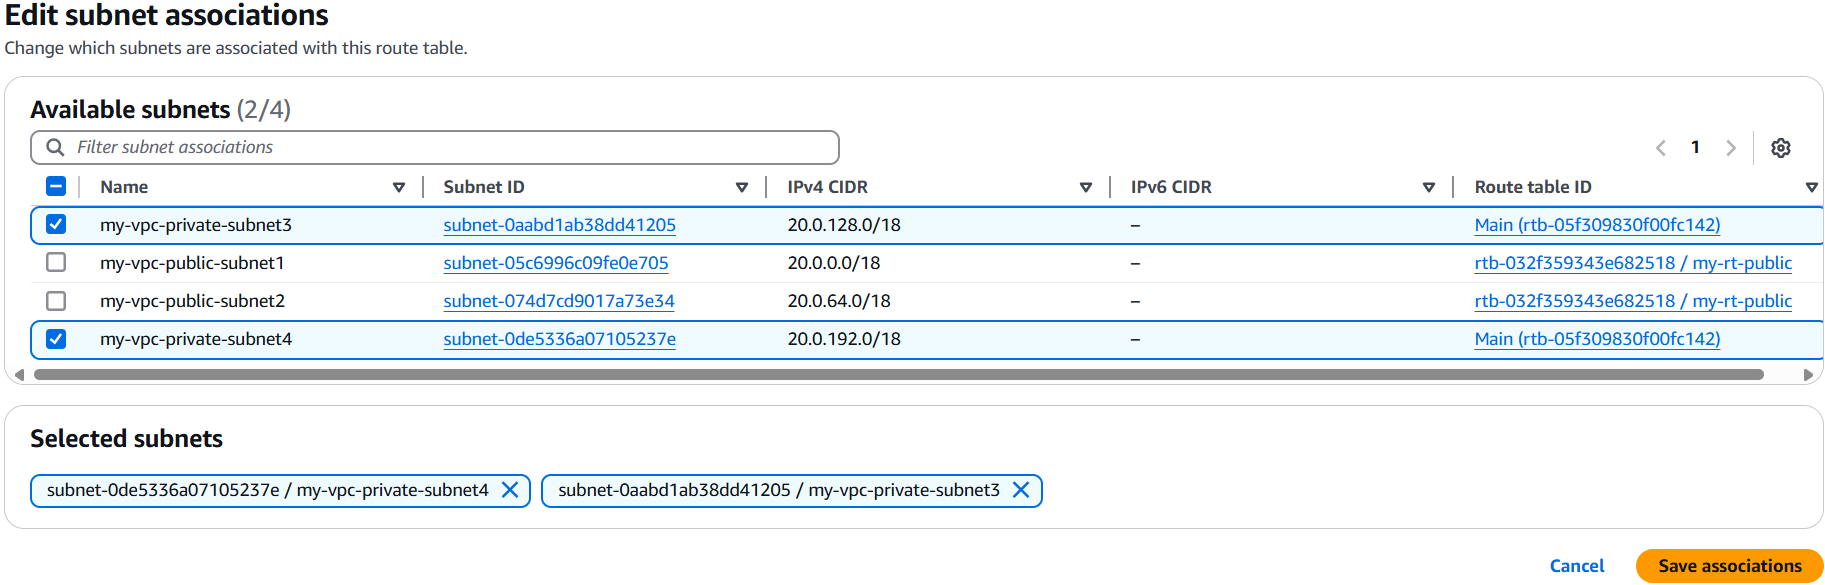 Edit subnet associations
Change which subnets are associated with this route table.
Available subnets (2/4)
Filter subnet associations
1
Name Subnet ID IPv4 CIDR IPv6 CIDR Route table ID
my-vpc-private-subnet3 subnet-0aabd1ab38dd41205 20.0.128.0/18 – Main (rtb-05f309830f00fc142)
my-vpc-public-subnet1 subnet-05c6996c09fe0e705 20.0.0.0/18 – rtb-032f359343e682518 / my-rt-public
my-vpc-public-subnet2 subnet-074d7cd9017a73e34 20.0.64.0/18 – rtb-032f359343e682518 / my-rt-public
my-vpc-private-subnet4 subnet-0de5336a07105237e 20.0.192.0/18 – Main (rtb-05f309830f00fc142)
Selected subnets
subnet-0de5336a07105237e / my-vpc-private-subnet4 subnet-0aabd1ab38dd41205 / my-vpc-private-subnet3
Cancel Save associations